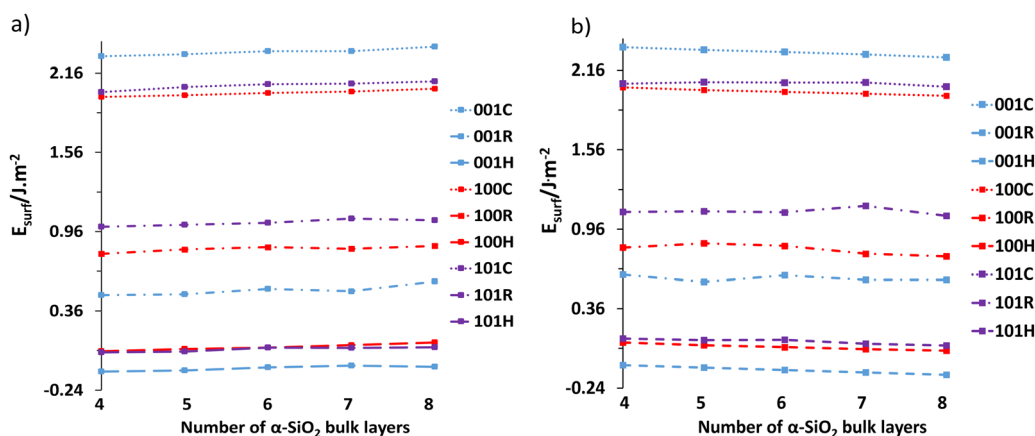 a)
E_surf/J.m⁻²
2.16
1.56
0.96
0.36
-0.24
4 5 6 7 8
Number of α-SiO₂ bulk layers
001C
001R
001H
100C
100R
100H
101C
101R
101H
b)
E_surf/J·m⁻²
2.16
1.56
0.96
0.36
-0.24
4 5 6 7 8
Number of α-SiO₂ bulk layers
001C
001R
001H
100C
100R
100H
101C
101R
101H